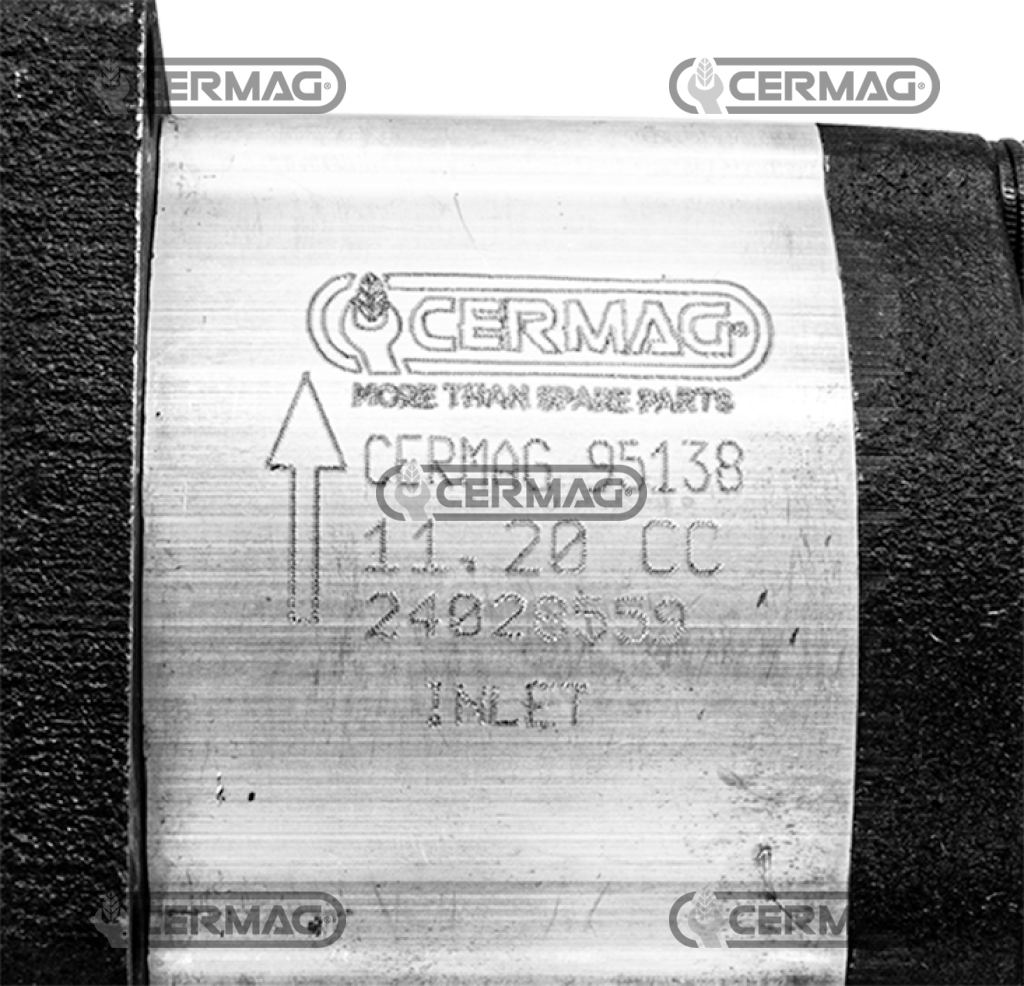 CERMAG®
CERMAG®
CERMAG®
MORE THAN SPARE PARTS
CERMAG 95138
CERMAG®
11.20 CC
24028559
INLET
CERMAG®
CERMAG